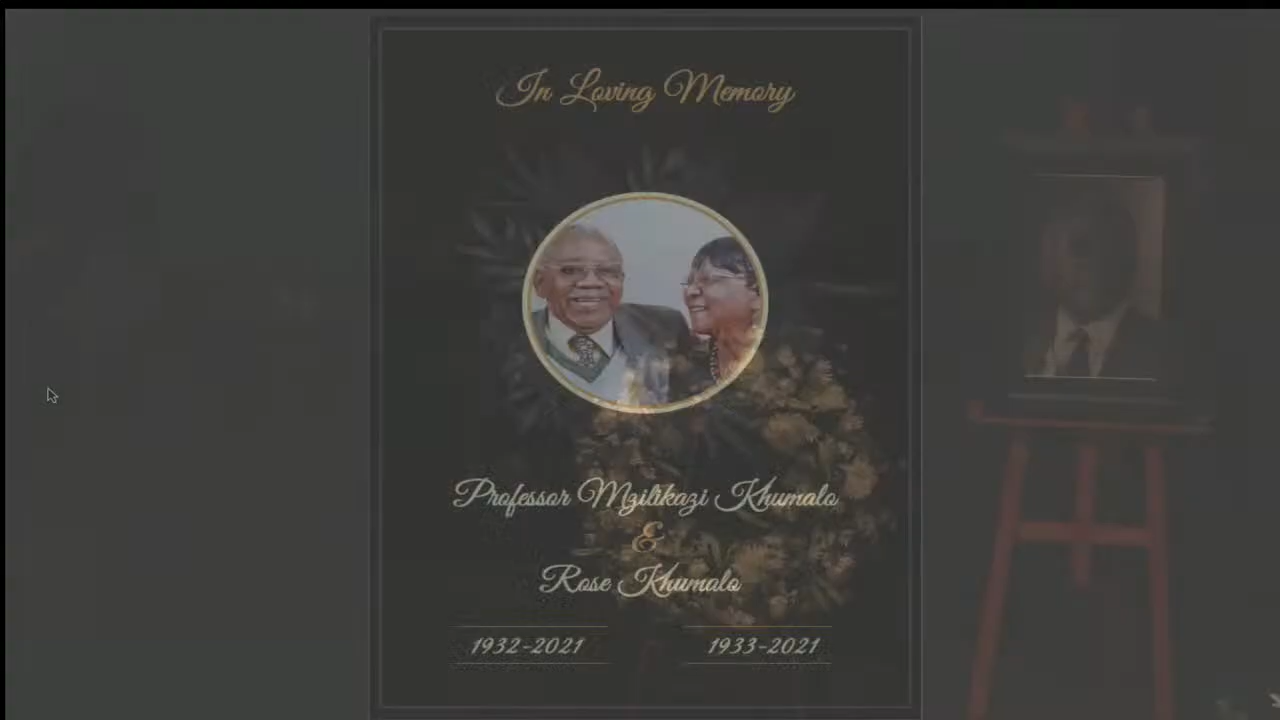 In Loving Memory
Professor Mzilikazi Khumalo
&
Rose Khumalo
1932-2021
1933-2021